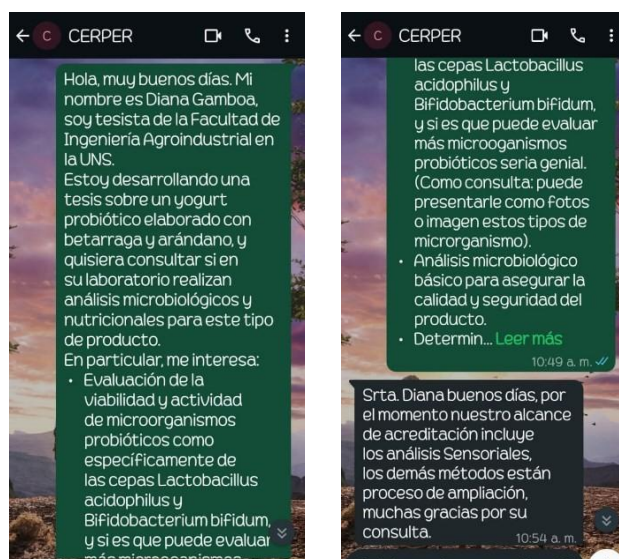 CERPER
Hola, muy buenos días. Mi
nombre es Diana Gamboa,
soy tesista de la Facultad de
Ingeniería Agroindustrial en
la UNS.
Estoy desarrollando una
tesis sobre un yogurt
probiótico elaborado con
betarraga y arándano, y
quisiera consultar si en
su laboratorio realizan
análisis microbiológicos y
nutricionales para este tipo
de producto.
En particular, me interesa:
• Evaluación de la
viabilidad y actividad
de microorganismos
probióticos como
específicamente de
las cepas Lactobacillus
acidophilus y
Bifidobacterium bifidum,
y si es que puede evaluar
más microorganismos
C
CERPER
C
las cepas Lactobacillus
acidophilus y
Bifidobacterium bifidum,
y si es que puede evaluar
más microoganismos
probióticos seria genial.
(Como consulta: puede
presentarle como fotos
o imagen estos tipos de
microrganismo).
• Análisis microbiológico
básico para asegurar la
calidad y seguridad del
producto.
• Determin... Leer más
10:49 a. m.
Srta. Diana buenos días, por
el momento nuestro alcance
de acreditación incluye
los análisis Sensoriales,
los demás métodos están
proceso de ampliación,
muchas gracias por su
consulta.
10:54 a. m.